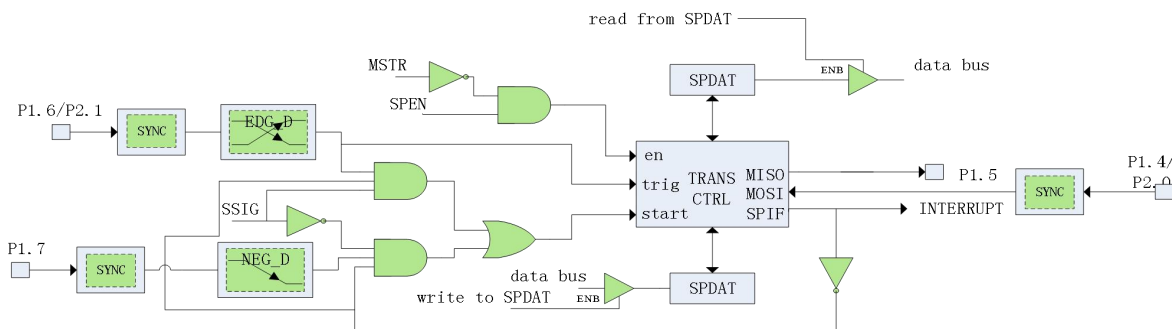 read from SPDAT
MSTR
SPDAT
ENB
data bus
SPEN
P1.6/P2.1
SYNC
EDG_D
en
trig
TRANS
CTRL
start
MISO
MOSI
SPIF
P1.5
P1.4/
P2.0
SYNC
INTERRUPT
SSIG
P1.7
SYNC
NEG_D
data bus
ENB
write to SPDAT
SPDAT